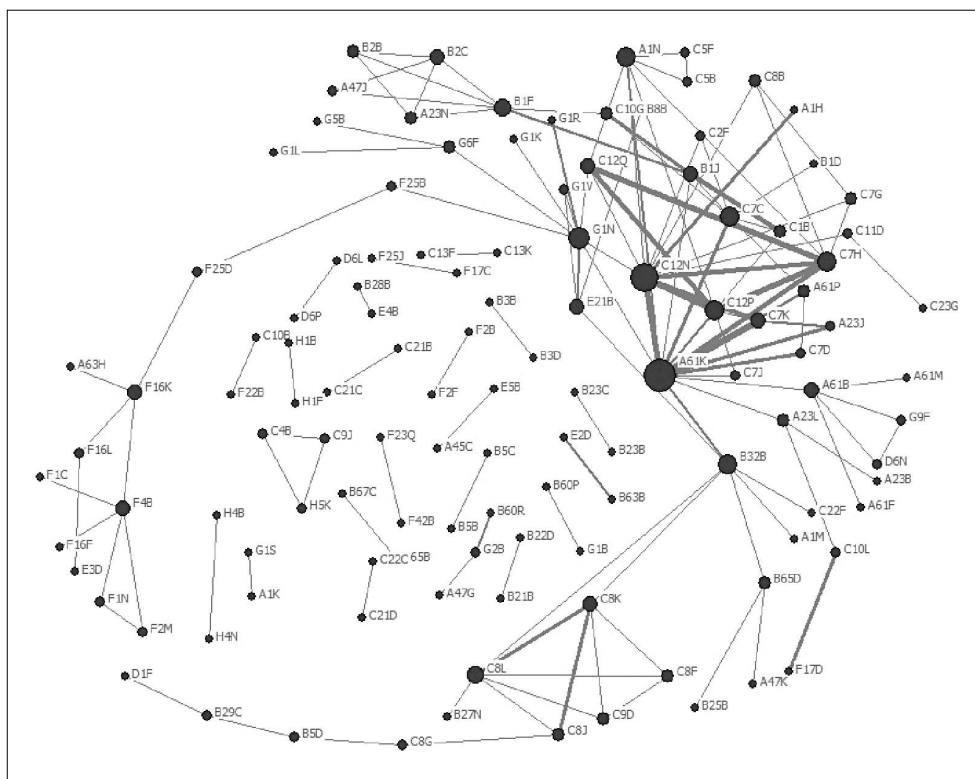 B2B
B2C
A1N
C5F
C5B
C8B
A47J
B1F
A23N
C10G
B8B
A1H
G5B
G1R
G1K
C2F
G1L
G6F
C12Q
B1J
B1D
F25B
G1V
C7C
C7G
G1N
C1B
C11D
C13F
C13K
C7H
F25D
D6L
F25J
F17C
C12N
A61P
B28B
E21B
C12P
C7K
A23J
C23G
D6P
E4B
B3B
C10B
H1B
F2B
C21B
B3D
C7D
A63H
A61K
C7J
A61M
F16K
F22B
H1F
C21C
F2F
E5B
B23C
A61B
C4B
C9J
F23Q
E2D
A23L
G9F
F16L
A45C
B5C
B23B
B32B
D6N
F1C
A23B
H5K
B67C
B60P
B63B
F4B
H4B
F42B
B5B
B60R
C22F
A61F
F16F
G1S
C22C
65B
G2B
B22D
G1B
A1M
C10L
E3D
F1N
A1K
A47G
B21B
B65D
F2M
H4N
C21D
C8K
D1F
C8L
C8F
A47K
F17D
B29C
B27N
C9D
B25B
B5D
C8G
C8J